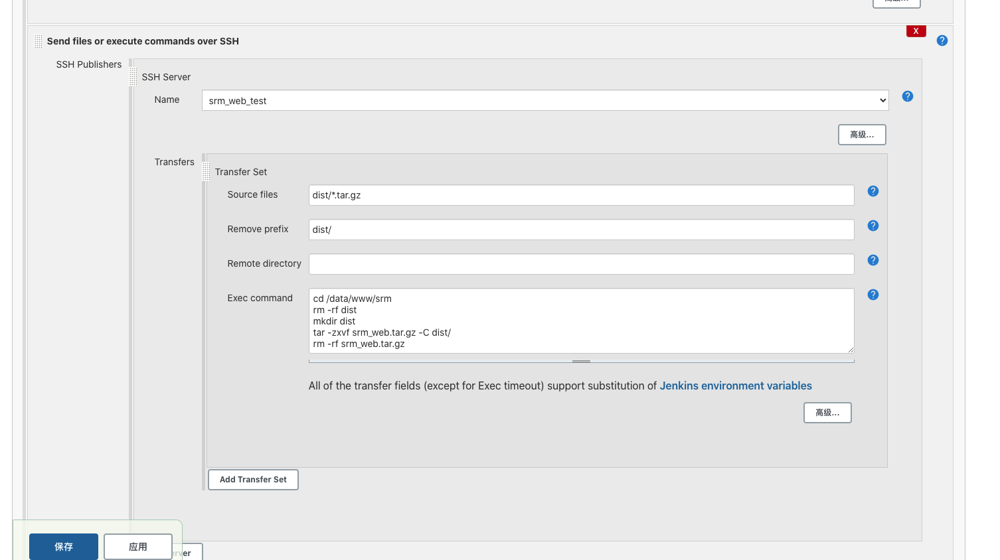 高级...
X
Send files or execute commands over SSH
SSH Publishers
SSH Server
Name
srm_web_test
高级...
Transfers
Transfer Set
Source files
dist/*.tar.gz
Remove prefix
dist/
Remote directory
Exec command
cd /data/www/srm
rm -rf dist
mkdir dist
tar -zxvf srm_web.tar.gz -C dist/
rm -rf srm_web.tar.gz
All of the transfer fields (except for Exec timeout) support substitution of Jenkins environment variables
高级...
Add Transfer Set
保存
应用
erver